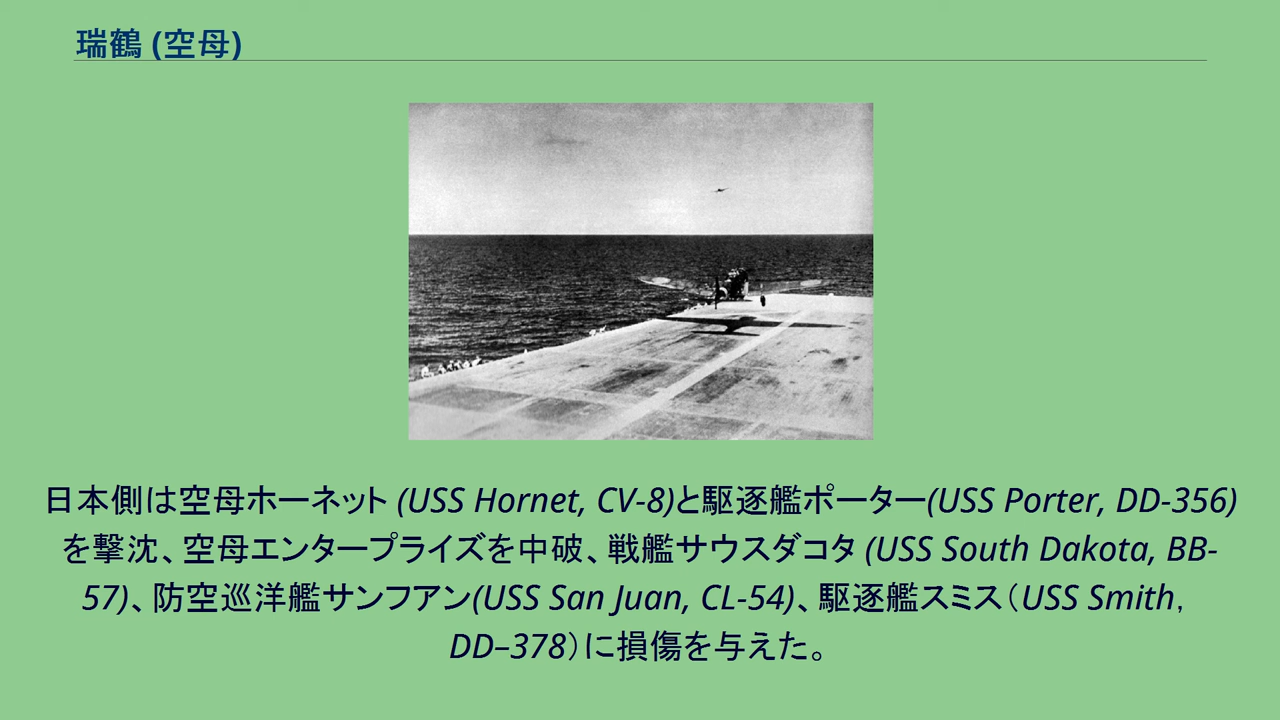 瑞鶴 (空母)
日本側は空母ホーネット (USS Hornet, CV-8)と駆逐艦ポーター(USS Porter, DD-356)
を撃沈、空母エンタープライズを中破、戦艦サウスダコタ (USS South Dakota, BB-
57)、防空巡洋艦サンフアン(USS San Juan, CL-54)、駆逐艦スミス（USS Smith，
DD–378）に損傷を与えた。